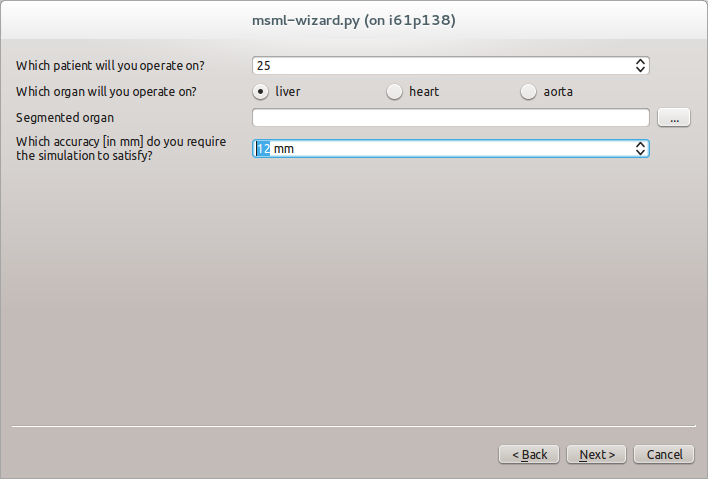 msml-wizard.py (on i61p138)
Which patient will you operate on? 25
Which organ will you operate on? liver heart aorta
Segmented organ ...
Which accuracy [in mm] do you require
the simulation to satisfy? 12 mm
< Back Next > Cancel